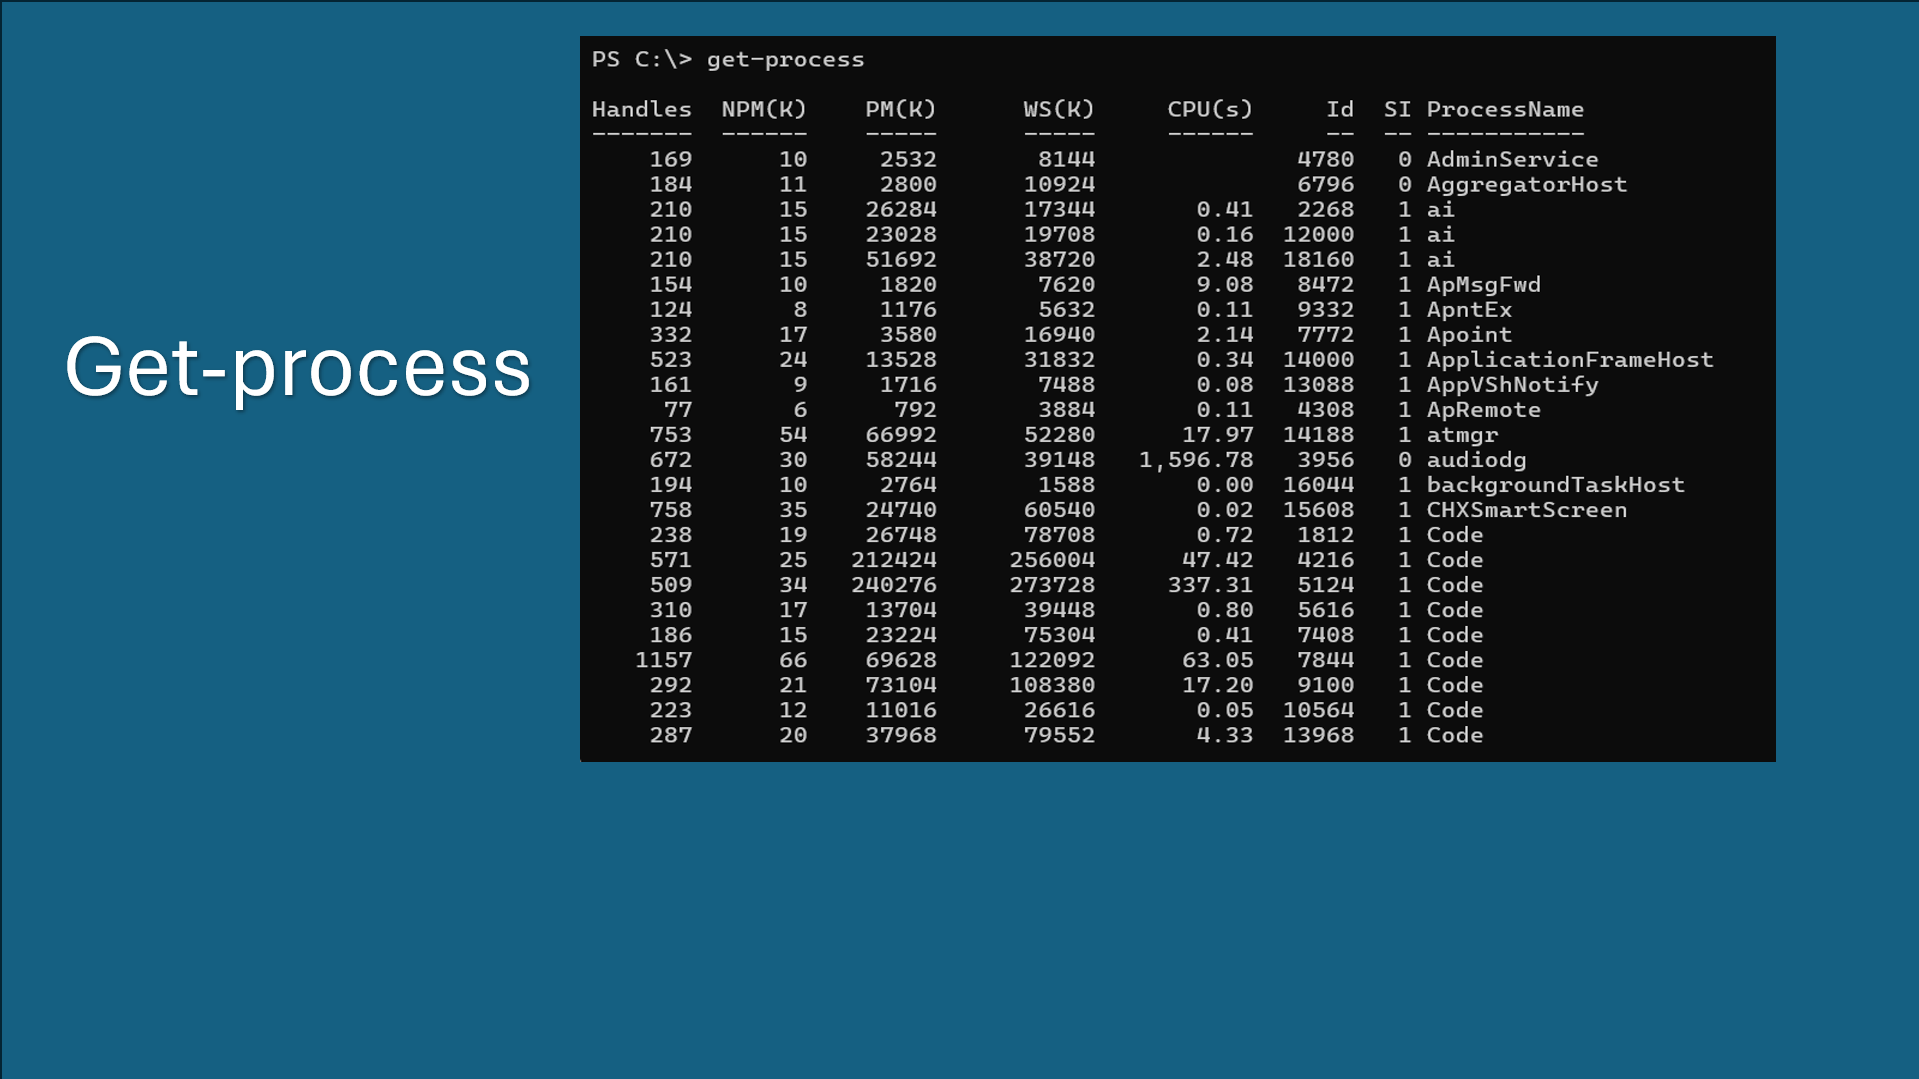 Get-process
PS C:\> get-process
Handles  NPM(K)    PM(K)      WS(K)     CPU(s)     Id  SI ProcessName
-------  ------    -----      -----     ------     --  -- -----------
    169      10     2532       8144              4780   0 AdminService
    184      11     2800      10924              6796   0 AggregatorHost
    210      15    26284      17344       0.41   2268   1 ai
    210      15    23028      19708       0.16  12000   1 ai
    210      15    51692      38720       2.48  18160   1 ai
    154      10     1820       7620       9.08   8472   1 ApMsgFwd
    124       8     1176       5632       0.11   9332   1 ApntEx
    332      17     3580      16940       2.14   7772   1 Apoint
    523      24    13528      31832       0.34  14000   1 ApplicationFrameHost
    161       9     1716       7488       0.08  13088   1 AppVShNotify
     77       6      792       3884       0.11   4308   1 ApRemote
    753      54    66992      52280      17.97  14188   1 atmgr
    672      30    58244      39148   1,596.78   3956   0 audiodg
    194      10     2764       1588       0.00  16044   1 backgroundTaskHost
    758      35    24740      60540       0.02  15608   1 CHXSmartScreen
    238      19    26748      78708       0.72   1812   1 Code
    571      25   212424     256004      47.42   4216   1 Code
    509      34   240276     273728     337.31   5124   1 Code
    310      17    13704      39448       0.80   5616   1 Code
    186      15    23224      75304       0.41   7408   1 Code
   1157      66    69628     122092      63.05   7844   1 Code
    292      21    73104     108380      17.20   9100   1 Code
    223      12    11016      26616       0.05  10564   1 Code
    287      20    37968      79552       4.33  13968   1 Code